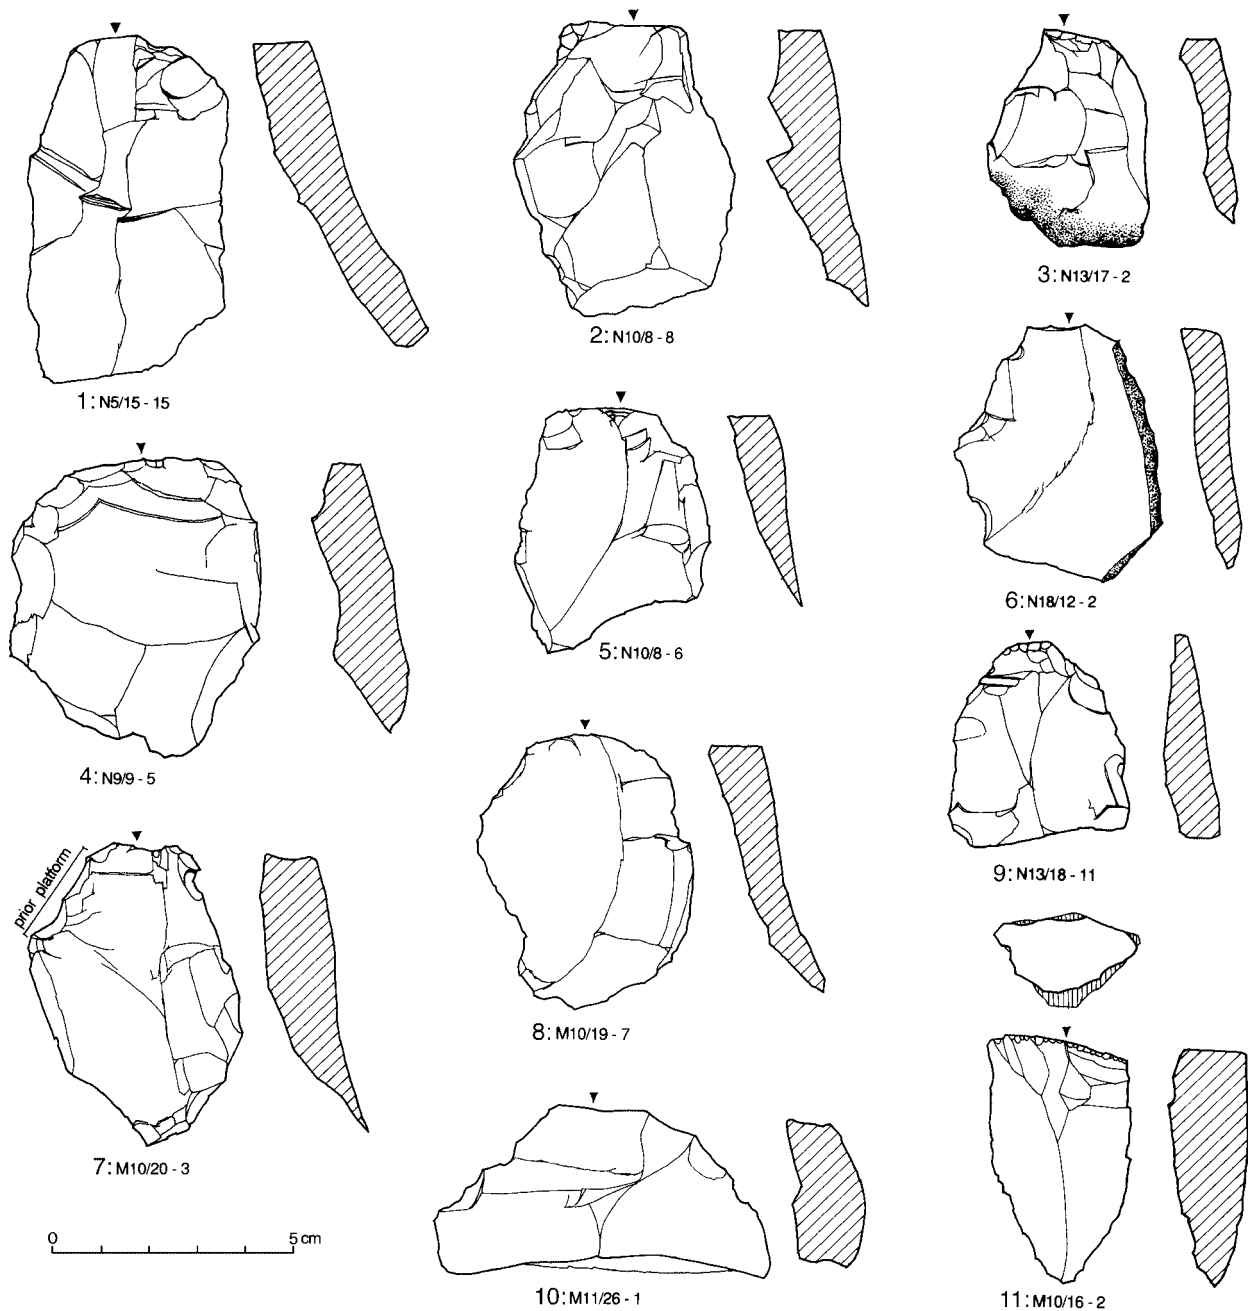 1: N5/15 - 15
2: N10/8 - 8
3: N13/17 - 2
4: N9/9 - 5
5: N10/8 - 6
6: N18/12 - 2
prior platform
7: M10/20 - 3
8: M10/19 - 7
9: N13/18 - 11
0 5 cm
10: M11/26 - 1
11: M10/16 - 2